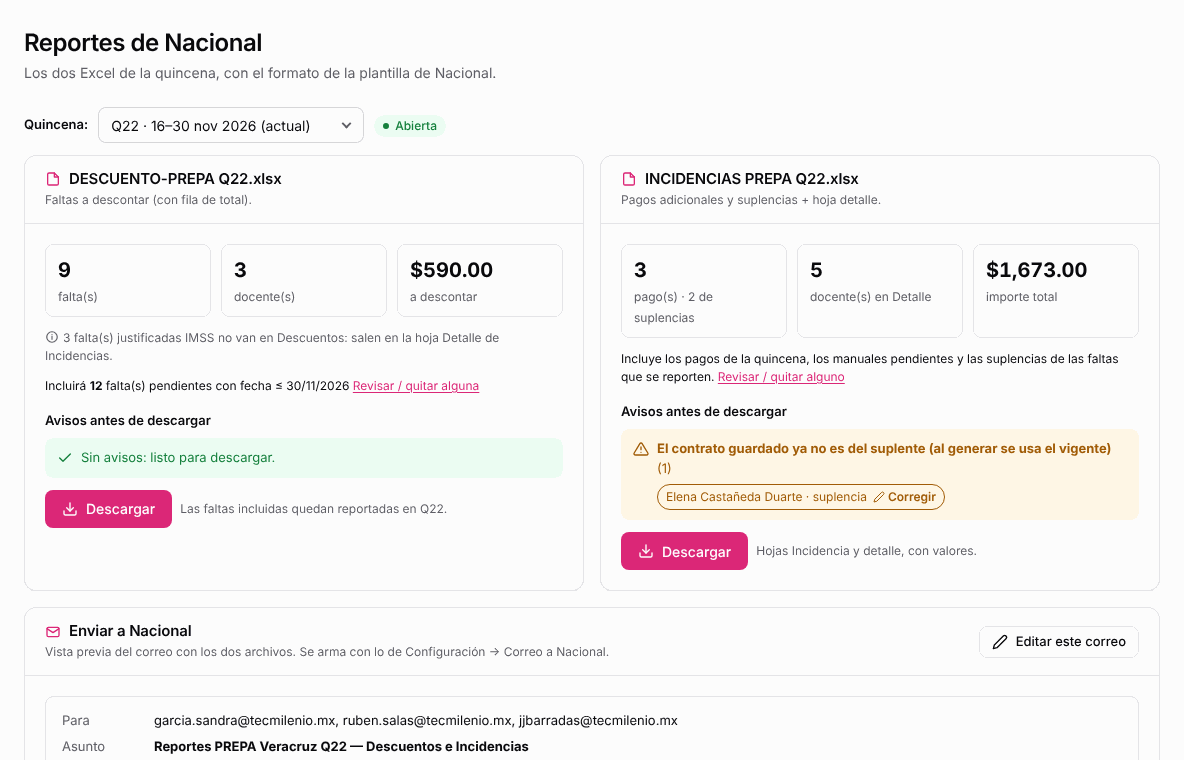 Reportes de Nacional
Los dos Excel de la quincena, con el formato de la plantilla de Nacional.
Quincena:
Q22 · 16–30 nov 2026 (actual)
Abierta
DESCUENTO-PREPA Q22.xlsx
Faltas a descontar (con fila de total).
9
falta(s)
3
docente(s)
$590.00
a descontar
3 falta(s) justificadas IMSS no van en Descuentos: salen en la hoja Detalle de
Incidencias.
Incluirá 12 falta(s) pendientes con fecha ≤ 30/11/2026 Revisar / quitar alguna
Avisos antes de descargar
Sin avisos: listo para descargar.
Descargar
Las faltas incluidas quedan reportadas en Q22.
INCIDENCIAS PREPA Q22.xlsx
Pagos adicionales y suplencias + hoja detalle.
3
pago(s) · 2 de
suplencias
5
docente(s) en Detalle
$1,673.00
importe total
Incluye los pagos de la quincena, los manuales pendientes y las suplencias de las faltas
que se reporten. Revisar / quitar alguno
Avisos antes de descargar
El contrato guardado ya no es del suplente (al generar se usa el vigente)
(1)
Elena Castañeda Duarte · suplencia Corregir
Descargar
Hojas Incidencia y detalle, con valores.
Enviar a Nacional
Vista previa del correo con los dos archivos. Se arma con lo de Configuración → Correo a Nacional.
Editar este correo
Para garcia.sandra@tecmilenio.mx, ruben.salas@tecmilenio.mx, jjbarradas@tecmilenio.mx
Asunto Reportes PREPA Veracruz Q22 — Descuentos e Incidencias